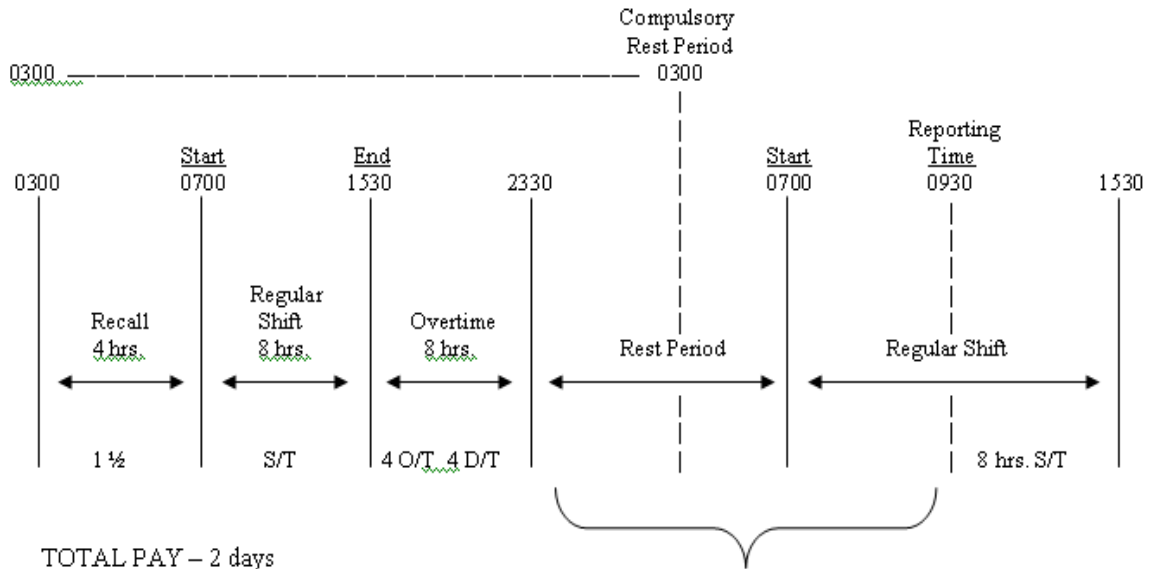 Compulsory
Rest Period
0300 0300
Reporting
Start End Start Time
0300 0700 1530 2330 0700 0930 1530
Regular
Recall Shift Overtime
4 hrs. 8 hrs. 8 hrs. Rest Period Regular Shift
1 ½ S/T 4 O/T 4 D/T 8 hrs. S/T
TOTAL PAY – 2 days